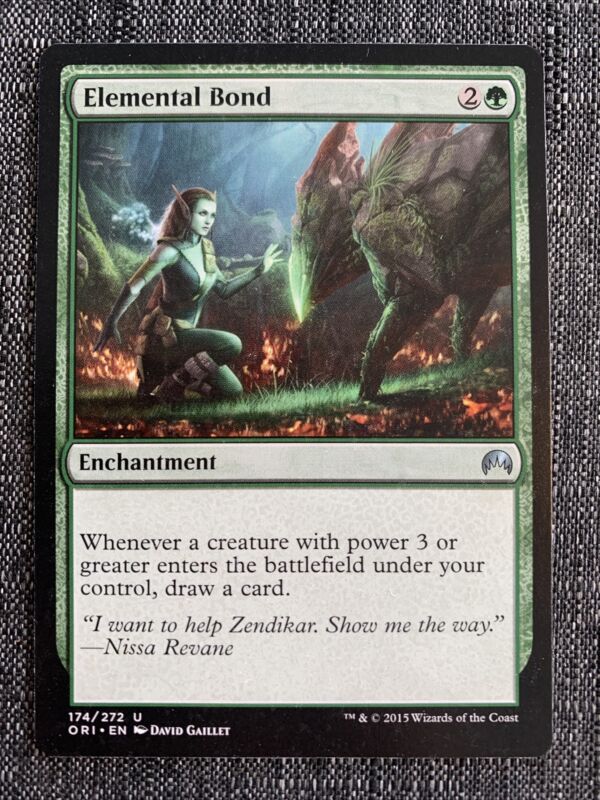 Elemental Bond 2
Enchantment
Whenever a creature with power 3 or
greater enters the battlefield under your
control, draw a card.
“I want to help Zendikar. Show me the way.”
—Nissa Revane
174/272 U
ORI • EN David Gaillet
™ & © 2015 Wizards of the Coast